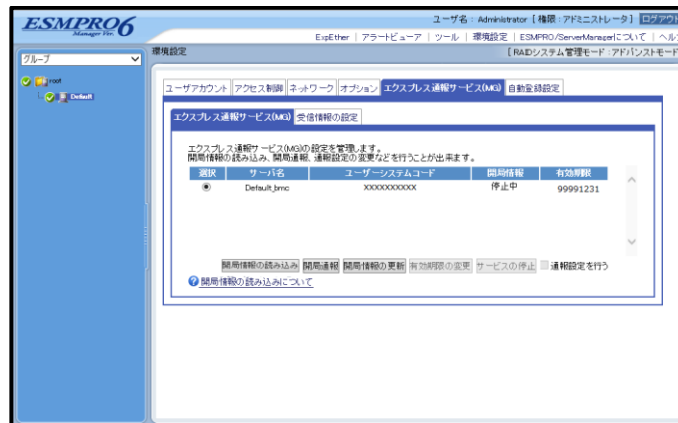 ESMPRO6
Manager Ver.
ユーザ名 : Administrator [ 権限 : アドミニストレータ ] ログアウト
ExpEther | アラートビューア | ツール | 環境設定 | ESMPRO/ServerManagerについて | ヘル
グループ
環境設定
[ RAIDシステム管理モード : アドバンストモード
root
Default
ユーザアカウント アクセス制御 ネットワーク オプション エクスプレス通報サービス(MG) 自動登録設定
エクスプレス通報サービス(MG) 受信情報の設定
エクスプレス通報サービス(MG)の設定を管理します。
開局情報の読み込み、開局通報、通報設定の変更などを行うことが出来ます。
選択 サーバ名 ユーザーシステムコード 開局情報 有効期限
Default_bmc XXXXXXXXXX 停止中 99991231
開局情報の読み込み 開局通報 開局情報の更新 有効期限の変更 サービスの停止 通報設定を行う
開局情報の読み込みについて